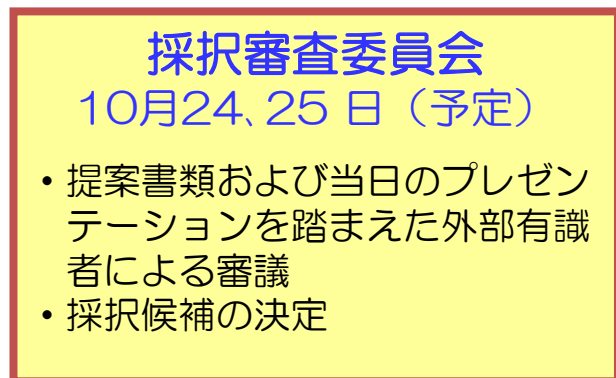 採択審査委員会
10月24、25 日（予定）
・提案書類および当日のプレゼン
テーションを踏まえた外部有識
者による審議
・採択候補の決定